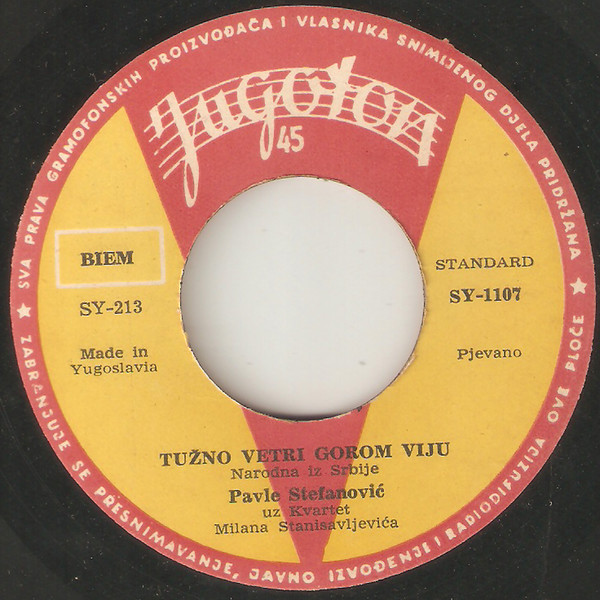 ★ SVA PRAVA GRAMOFONSKIH PROIZVOĐAČA I VLASNIKA SNIMLJENOG DJELA PRIDRŽANA ★
ZABRANJUJE SE PRESNIMAVANJE, JAVNO IZVOĐENJE I RADIODIFUZIJA OVE PLOČE
Jugoton
45
BIEM
SY-213
STANDARD
SY-1107
Made in
Yugoslavia
Pjevano
TUŽNO VETRI GOROM VIJU
Narodna iz Srbije
Pavle Stefanović
uz Kvartet
Milana Stanisavljevića